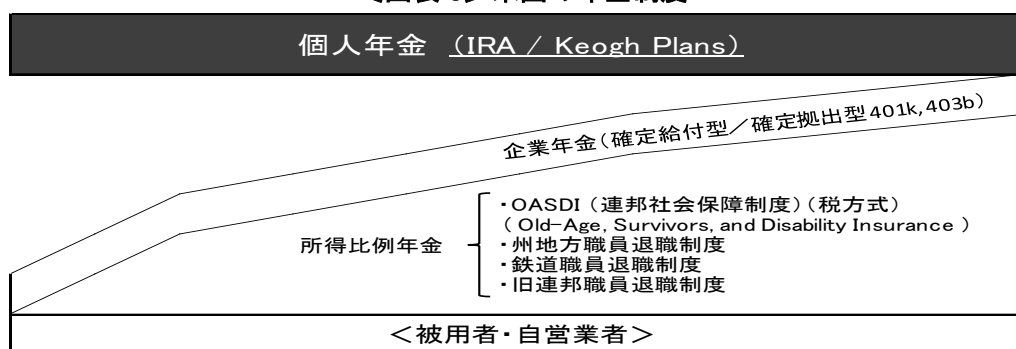 個人年金 (IRA / Keogh Plans)
企業年金(確定給付型／確定拠出型401k,403b)
所得比例年金
・OASDI(連邦社会保障制度)(税方式)
( Old-Age, Survivors, and Disability Insurance )
・州地方職員退職制度
・鉄道職員退職制度
・旧連邦職員退職制度
＜被用者・自営業者＞